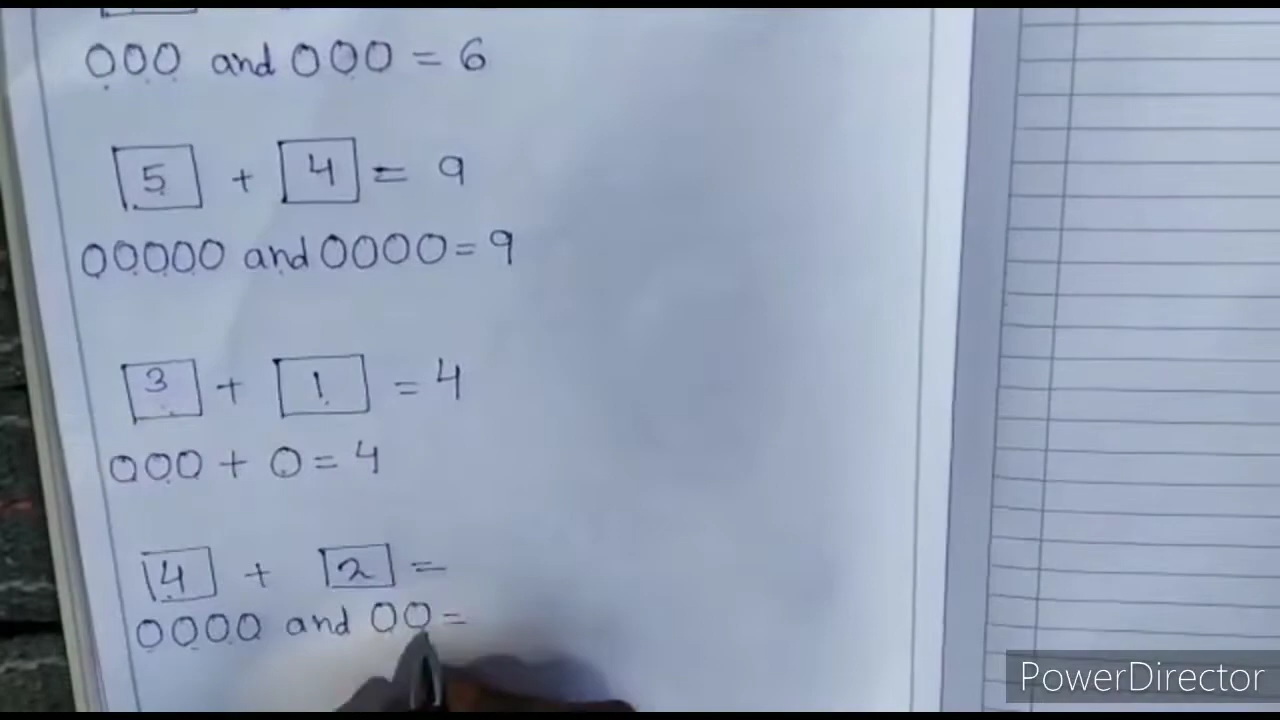 000 and 000 = 6
5 + 4 = 9
00000 and 0000 = 9
3 + 1 = 4
000 + 0 = 4
4 + 2 =
0000 and 00 =
PowerDirector